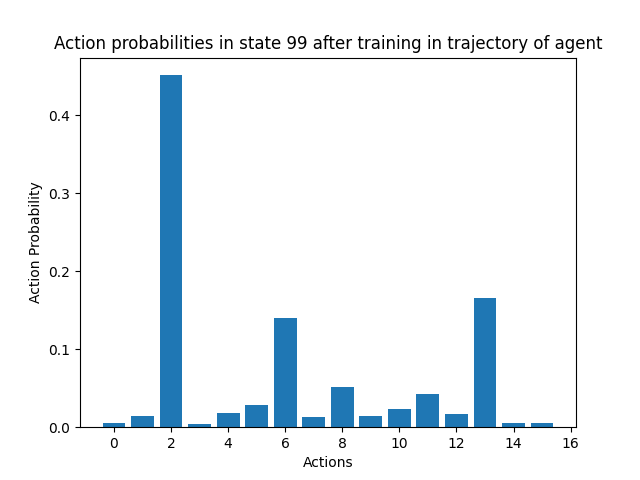 Action probabilities in state 99 after training in trajectory of agent
Action Probability
0.4
0.3
0.2
0.1
0.0
0 2 4 6 8 10 12 14 16
Actions